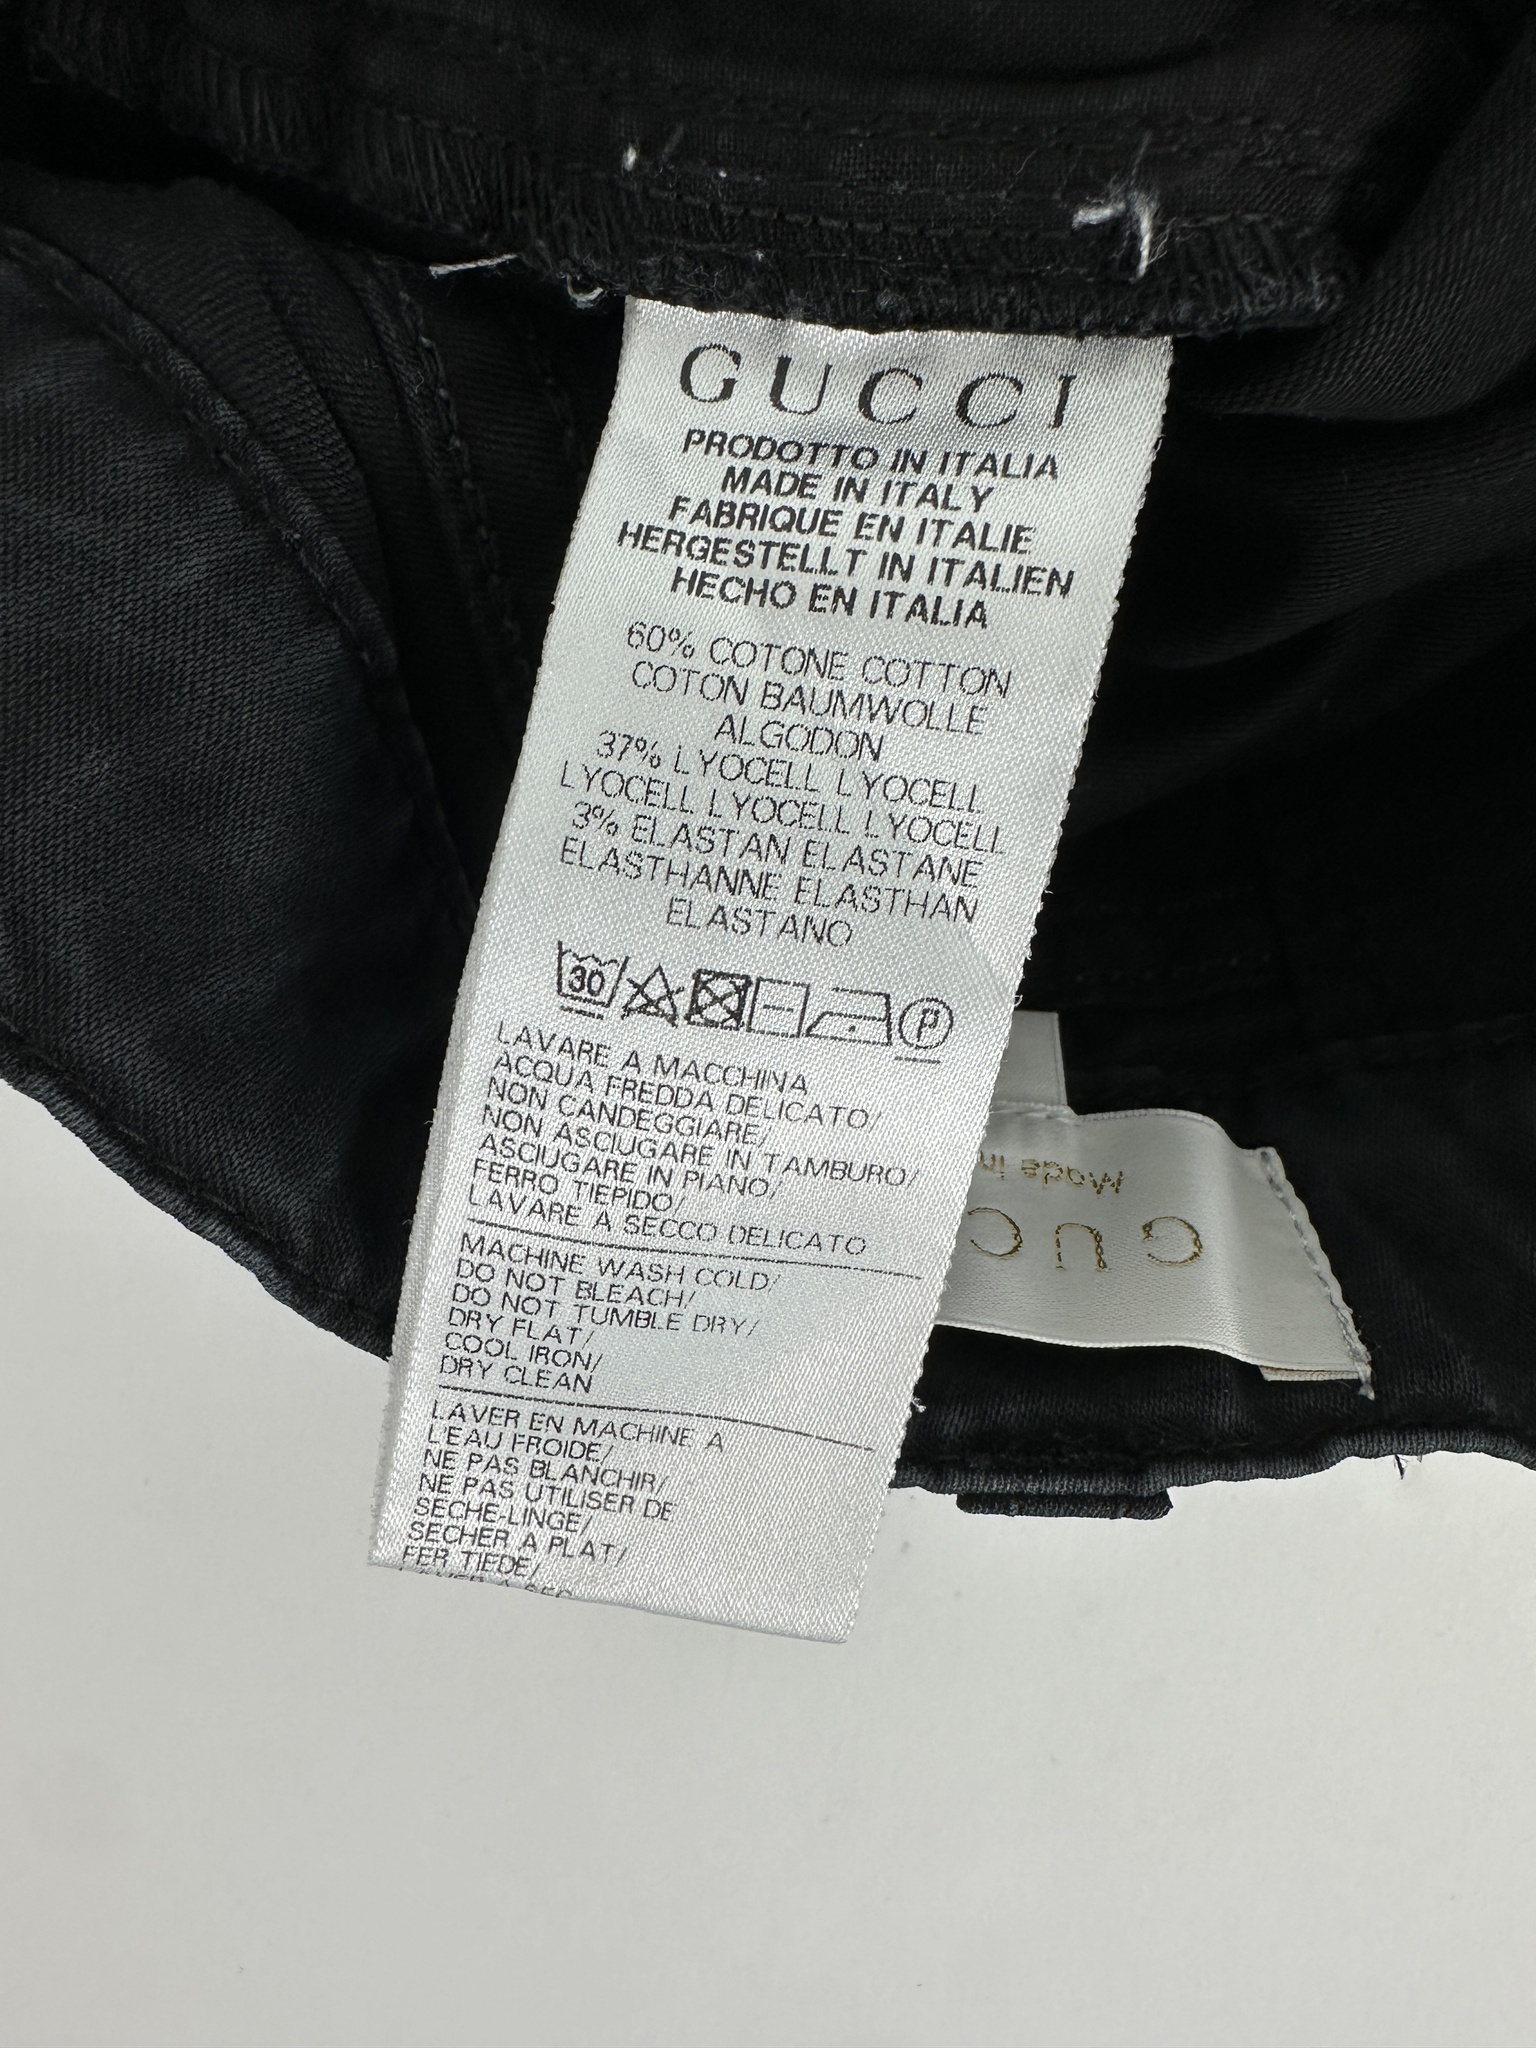 GUCCI
PRODOTTO IN ITALIA
MADE IN ITALY
FABRIQUE EN ITALIE
HERGESTELLT IN ITALIEN
HECHO EN ITALIA
60% COTONE COTTON
COTON BAUMWOLLE
ALGODON
37% LYOCELL LYOCELL
LYOCELL LYOCELL LYOCELL
3% ELASTAN ELASTANE
ELASTHANNE ELASTHAN
ELASTANO
30
P
LAVARE A MACCHINA
ACQUA FREDDA DELICATO/
NON CANDEGGIARE/
NON ASCIUGARE IN TAMBURO/
ASCIUGARE IN PIANO/
FERRO TIEPIDO/
LAVARE A SECCO DELICATO
MACHINE WASH COLD/
DO NOT BLEACH/
DO NOT TUMBLE DRY/
DRY FLAT/
COOL IRON/
DRY CLEAN
LAVER EN MACHINE A
L'EAU FROIDE/
NE PAS BLANCHIR/
NE PAS UTILISER DE
SECHE-LINGE/
SECHER A PLAT/
FER TIEDE/
GUC
Made in